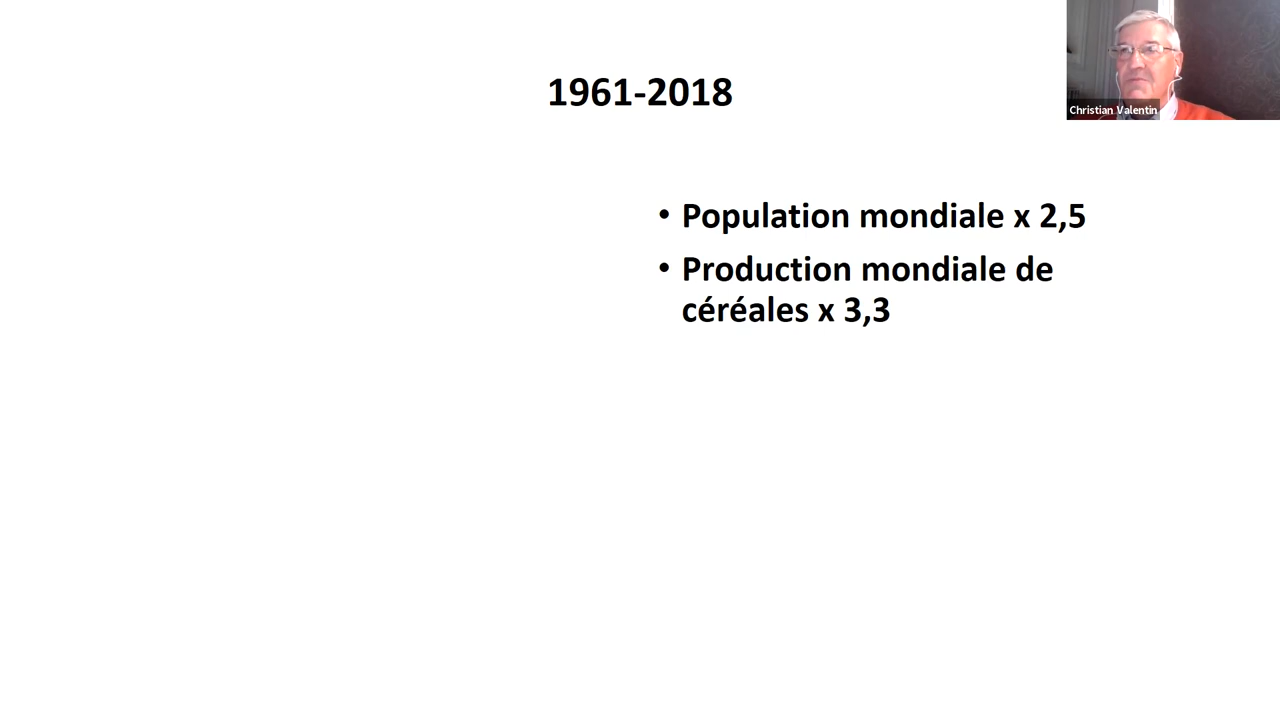 1961-2018
Christian Valentin
• Population mondiale x 2,5
• Production mondiale de
céréales x 3,3